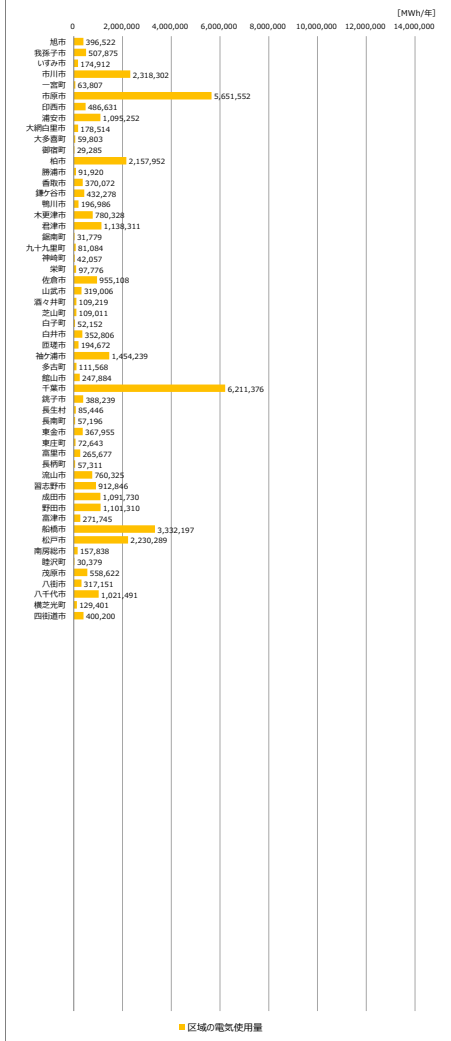 [MWh/年]
0 2,000,000 4,000,000 6,000,000 8,000,000 10,000,000 12,000,000 14,000,000
旭市 396,522
我孫子市 507,875
いすみ市 174,912
市川市 2,318,302
一宮町 63,807
市原市 5,651,552
印西市 486,631
浦安市 1,095,252
大網白里市 178,514
大多喜町 59,803
御宿町 29,285
柏市 2,157,952
勝浦市 91,920
香取市 370,072
鎌ケ谷市 432,278
鴨川市 196,986
木更津市 780,328
君津市 1,138,311
鋸南町 31,779
九十九里町 81,084
神崎町 42,057
栄町 97,776
佐倉市 955,108
山武市 319,006
酒々井町 109,219
芝山町 109,011
白子町 52,152
白井市 352,806
匝瑳市 194,672
袖ケ浦市 1,454,239
多古町 111,568
館山市 247,884
千葉市 6,211,376
銚子市 388,239
長生村 85,446
長南町 57,196
東金市 367,955
東庄町 72,643
富里市 265,677
長柄町 57,311
流山市 760,325
習志野市 912,846
成田市 1,091,730
野田市 1,101,310
富津市 271,745
船橋市 3,332,197
松戸市 2,230,289
南房総市 157,838
睦沢町 30,379
茂原市 558,622
八街市 317,151
八千代市 1,021,491
横芝光町 129,401
四街道市 400,200
区域の電気使用量